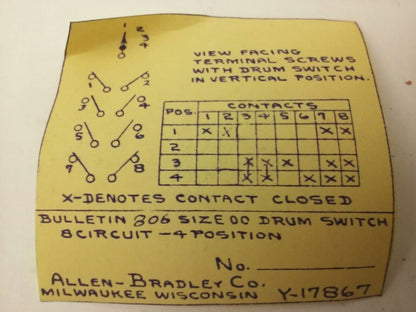 1 2
3
4
VIEW FACING
TERMINAL SCREWS
WITH DRUM SWITCH
IN VERTICAL POSITION.
1 2
3 4
5 6
7 8
POS. CONTACTS
1 2 3 4 5 6 7 8
1 X X X X
2
3 X X X X X
4 X X X X X
X-DENOTES CONTACT CLOSED
BULLETIN 806 SIZE 00 DRUM SWITCH
8 CIRCUIT - 4 POSITION
No.
ALLEN-BRADLEY CO.
MILWAUKEE WISCONSIN Y-17867